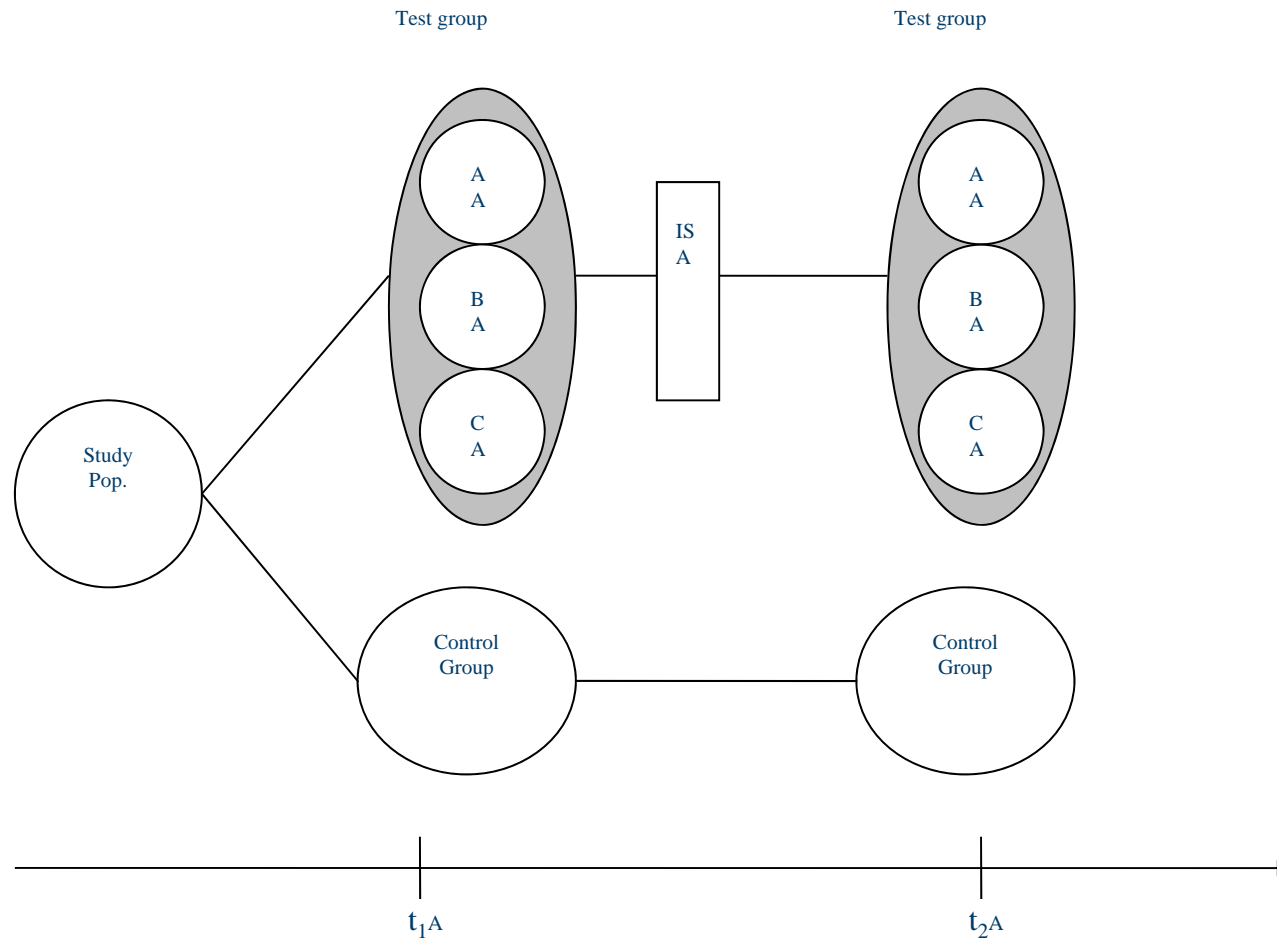 Test group
Test group
A
A
B
A
C
A
IS
A
A
A
B
A
C
A
Study
Pop.
Control
Group
Control
Group
t₁A
t₂A